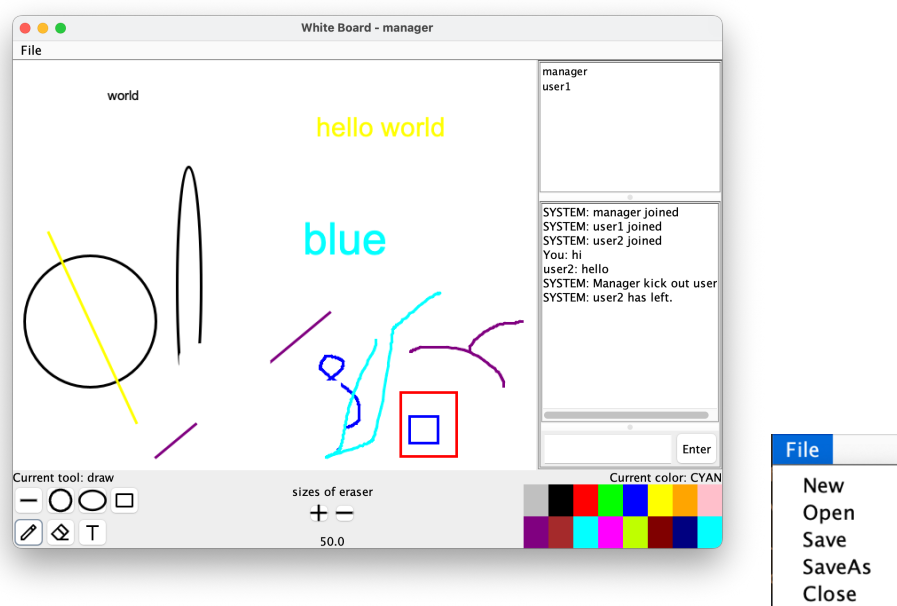 White Board - manager
File
world
hello world
blue
manager
user1
SYSTEM: manager joined
SYSTEM: user1 joined
SYSTEM: user2 joined
You: hi
user2: hello
SYSTEM: Manager kick out user
SYSTEM: user2 has left.
Enter
Current tool: draw
sizes of eraser
50.0
Current color: CYAN
T
File
New
Open
Save
SaveAs
Close